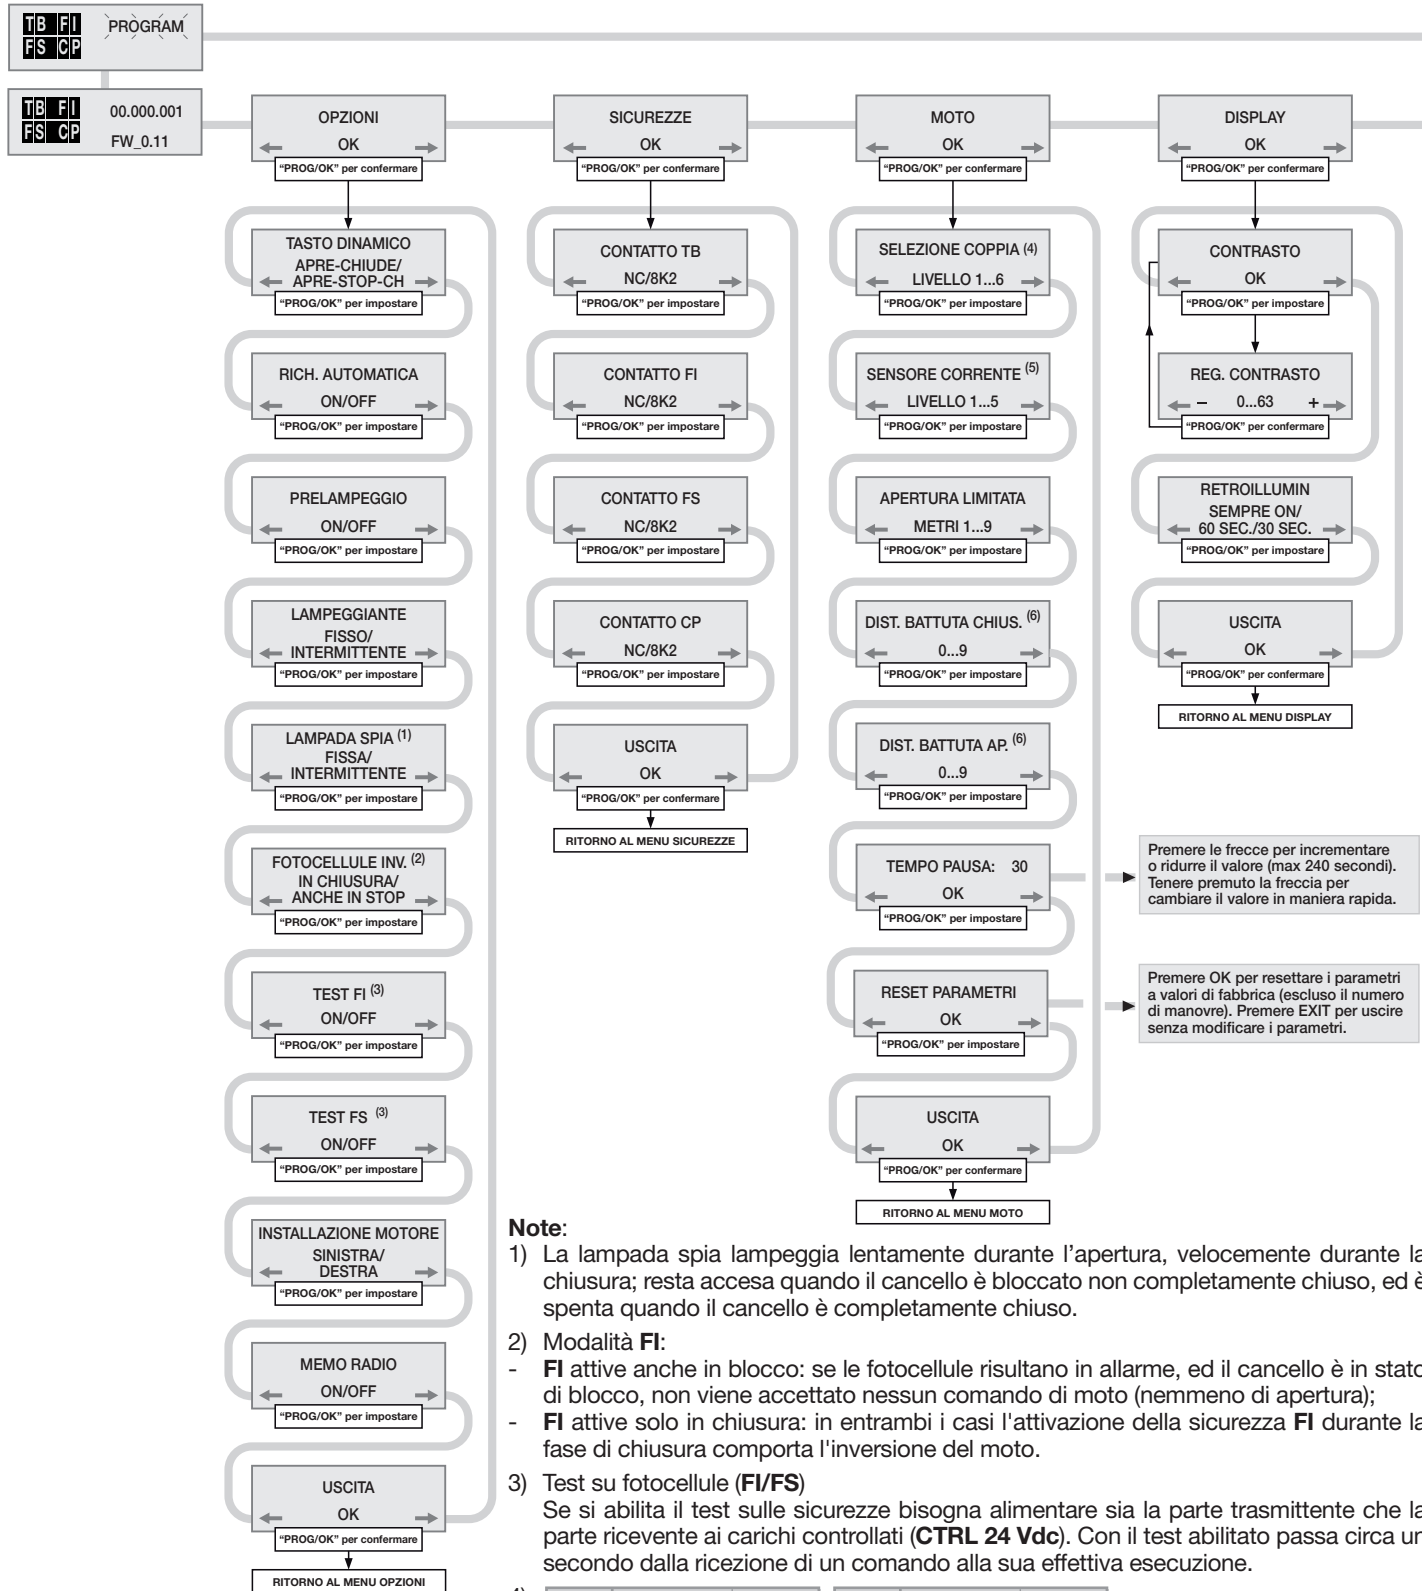 TB FI
FS CP
PROGRAM
TB FI
FS CP
00.000.001
FW_0.11
OPZIONI
OK
“PROG/OK” per confermare
TASTO DINAMICO
APRE-CHIUDE/
APRE-STOP-CH
“PROG/OK” per impostare
RICH. AUTOMATICA
ON/OFF
“PROG/OK” per impostare
PRELAMPEGGIO
ON/OFF
“PROG/OK” per impostare
LAMPEGGIANTE
FISSO/
INTERMITTENTE
“PROG/OK” per impostare
LAMPADA SPIA (1)
FISSA/
INTERMITTENTE
“PROG/OK” per impostare
FOTOCELLULE INV. (2)
IN CHIUSURA/
ANCHE IN STOP
“PROG/OK” per impostare
TEST FI (3)
ON/OFF
“PROG/OK” per impostare
TEST FS (3)
ON/OFF
“PROG/OK” per impostare
INSTALLAZIONE MOTORE
SINISTRA/
DESTRA
“PROG/OK” per impostare
MEMO RADIO
ON/OFF
“PROG/OK” per impostare
USCITA
OK
“PROG/OK” per confermare
RITORNO AL MENU OPZIONI
SICUREZZE
OK
“PROG/OK” per confermare
CONTATTO TB
NC/8K2
“PROG/OK” per impostare
CONTATTO FI
NC/8K2
“PROG/OK” per impostare
CONTATTO FS
NC/8K2
“PROG/OK” per impostare
CONTATTO CP
NC/8K2
“PROG/OK” per impostare
USCITA
OK
“PROG/OK” per confermare
RITORNO AL MENU SICUREZZE
MOTO
OK
“PROG/OK” per confermare
SELEZIONE COPPIA (4)
LIVELLO 1...6
“PROG/OK” per impostare
SENSORE CORRENTE (5)
LIVELLO 1...5
“PROG/OK” per impostare
APERTURA LIMITATA
METRI 1...9
“PROG/OK” per impostare
DIST. BATTUTA CHIUS. (6)
0...9
“PROG/OK” per impostare
DIST. BATTUTA AP. (6)
0...9
“PROG/OK” per impostare
TEMPO PAUSA: 30
OK
“PROG/OK” per impostare
RESET PARAMETRI
OK
“PROG/OK” per impostare
USCITA
OK
“PROG/OK” per confermare
RITORNO AL MENU MOTO
DISPLAY
OK
“PROG/OK” per confermare
CONTRASTO
OK
“PROG/OK” per impostare
REG. CONTRASTO
– 0...63 +
“PROG/OK” per confermare
RETROILLUMIN
SEMPRE ON/
60 SEC./30 SEC.
“PROG/OK” per impostare
USCITA
OK
“PROG/OK” per confermare
RITORNO AL MENU DISPLAY
Premere le frecce per incrementare
o ridurre il valore (max 240 secondi).
Tenere premuto la freccia per
cambiare il valore in maniera rapida.
Premere OK per resettare i parametri
a valori di fabbrica (escluso il numero
di manovre). Premere EXIT per uscire
senza modificare i parametri.
Note:
1) La lampada spia lampeggia lentamente durante l’apertura, velocemente durante la
chiusura; resta accesa quando il cancello è bloccato non completamente chiuso, ed è
spenta quando il cancello è completamente chiuso.
2) Modalità FI:
- FI attive anche in blocco: se le fotocellule risultano in allarme, ed il cancello è in stato
di blocco, non viene accettato nessun comando di moto (nemmeno di apertura);
- FI attive solo in chiusura: in entrambi i casi l'attivazione della sicurezza FI durante la
fase di chiusura comporta l'inversione del moto.
3) Test su fotocellule (FI/FS)
Se si abilita il test sulle sicurezze bisogna alimentare sia la parte trasmittente che la
parte ricevente ai carichi controllati (CTRL 24 Vdc). Con il test abilitato passa circa un
secondo dalla ricezione di un comando alla sua effettiva esecuzione.